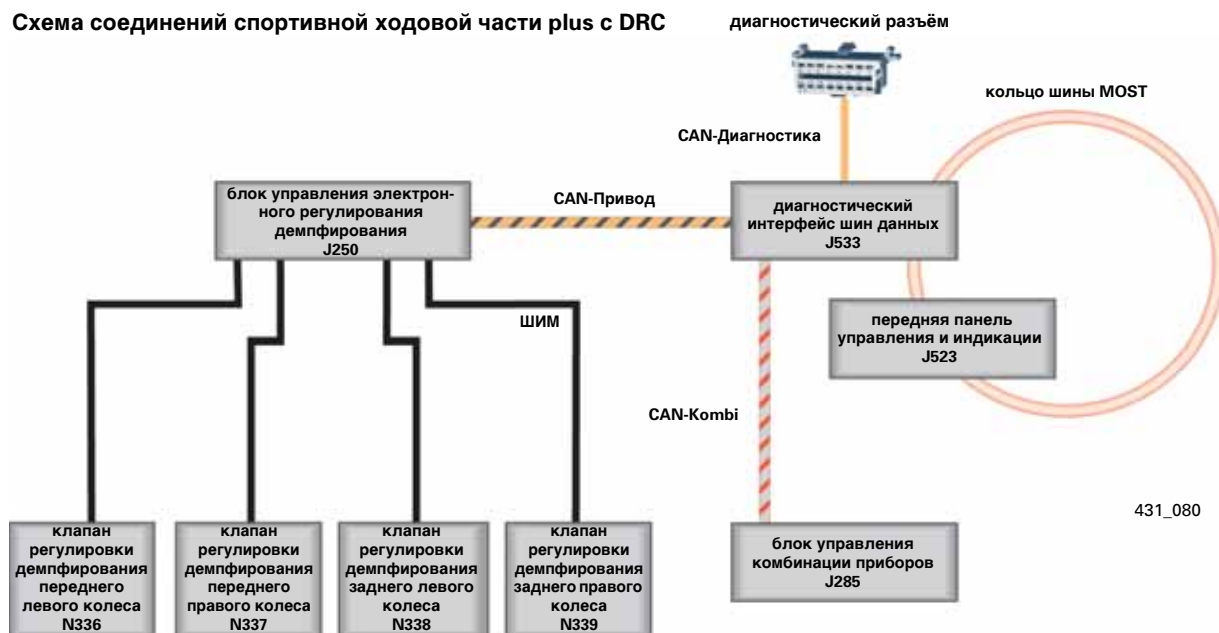 Схема соединений спортивной ходовой части plus с DRC
диагностический разъём
кольцо шины MOST
CAN-Диагностика
блок управления электрон-
ного регулирования
демпфирования
J250
CAN-Привод
диагностический
интерфейс шин данных
J533
ШИМ
передняя панель
управления и индикации
J523
CAN-Kombi
431_080
клапан
регулировки
демпфирования
переднего
левого колеса
N336
клапан
регулировки
демпфирования
переднего
правого колеса
N337
клапан
регулировки
демпфирования
заднего левого
колеса
N338
клапан
регулировки
демпфирования
заднего правого
колеса
N339
блок управления
комбинации приборов
J285